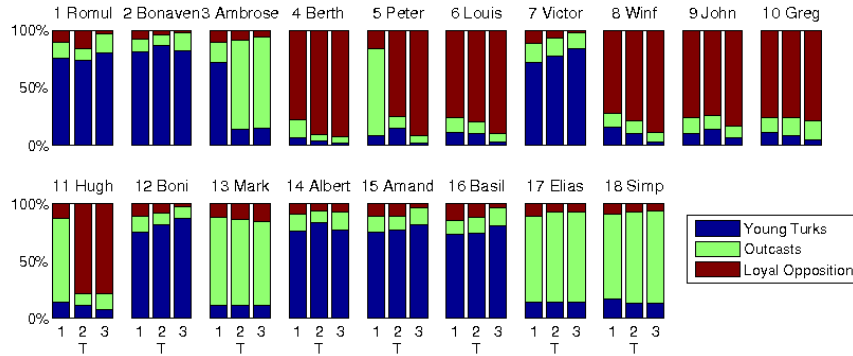 1 Romul 2 Bonaven 3 Ambrose 4 Berth 5 Peter 6 Louis 7 Victor 8 Winf 9 John 10 Greg
100%
50%
0%
11 Hugh 12 Boni 13 Mark 14 Albert 15 Amand 16 Basil 17 Elias 18 Simp
100%
50%
0%
Young Turks
Outcasts
Loyal Opposition
1 2 3 1 2 3 1 2 3 1 2 3 1 2 3 1 2 3 1 2 3 1 2 3
T T T T T T T T